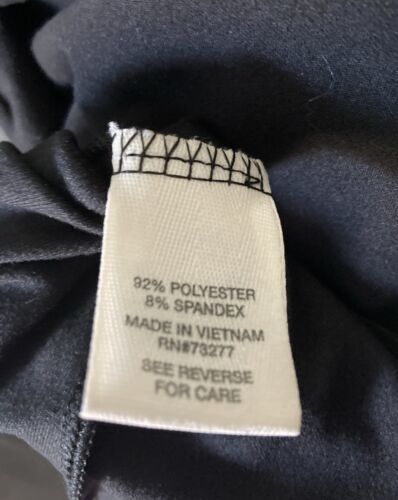 92% POLYESTER
8% SPANDEX
MADE IN VIETNAM
RN#73277
SEE REVERSE
FOR CARE